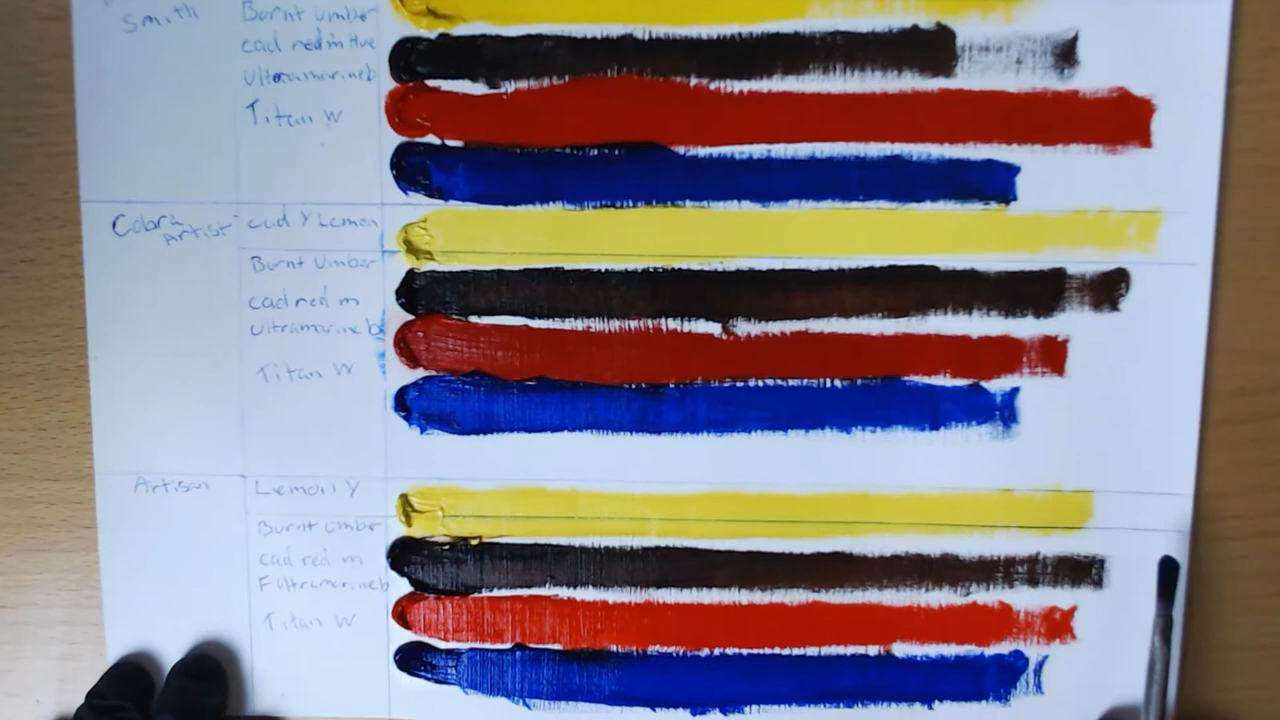 Smith
Burnt Umber
cad red m Hue
Ultramarine b
Titan W
Cobra Artist
cad Y Lemon
Burnt Umber
cad red m
Ultramarine b
Titan W
Artisan
Lemon Y
Burnt Umber
cad red m
F Ultramarine b
Titan W